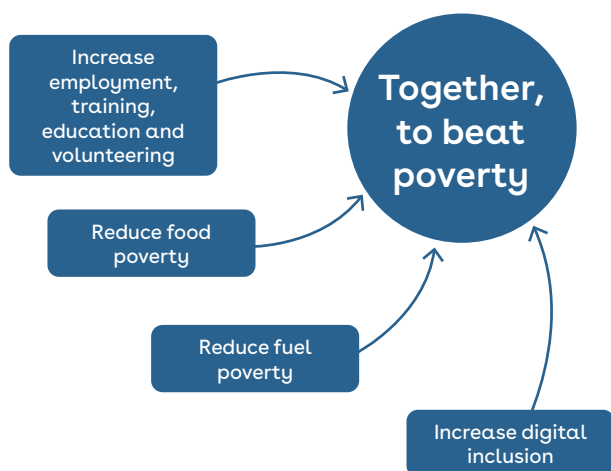 Increase
employment,
training,
education and
volunteering
Together,
to beat
poverty
Reduce food
poverty
Reduce fuel
poverty
Increase digital
inclusion